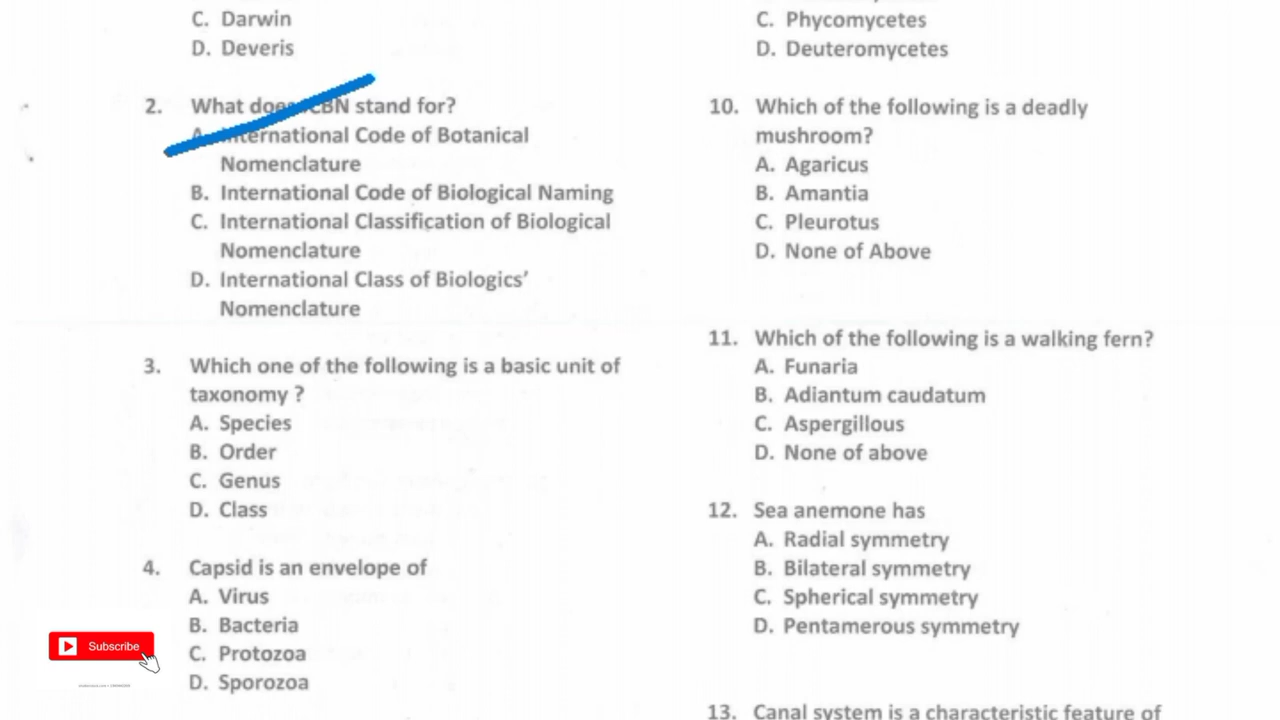 C. Darwin
D. Deveris
2. What does ICBN stand for?
A. International Code of Botanical
Nomenclature
B. International Code of Biological Naming
C. International Classification of Biological
Nomenclature
D. International Class of Biologics’
Nomenclature
3. Which one of the following is a basic unit of
taxonomy ?
A. Species
B. Order
C. Genus
D. Class
4. Capsid is an envelope of
A. Virus
B. Bacteria
C. Protozoa
D. Sporozoa
Subscribe
C. Phycomycetes
D. Deuteromycetes
10. Which of the following is a deadly
mushroom?
A. Agaricus
B. Amantia
C. Pleurotus
D. None of Above
11. Which of the following is a walking fern?
A. Funaria
B. Adiantum caudatum
C. Aspergillous
D. None of above
12. Sea anemone has
A. Radial symmetry
B. Bilateral symmetry
C. Spherical symmetry
D. Pentamerous symmetry
13. Canal system is a characteristic feature of